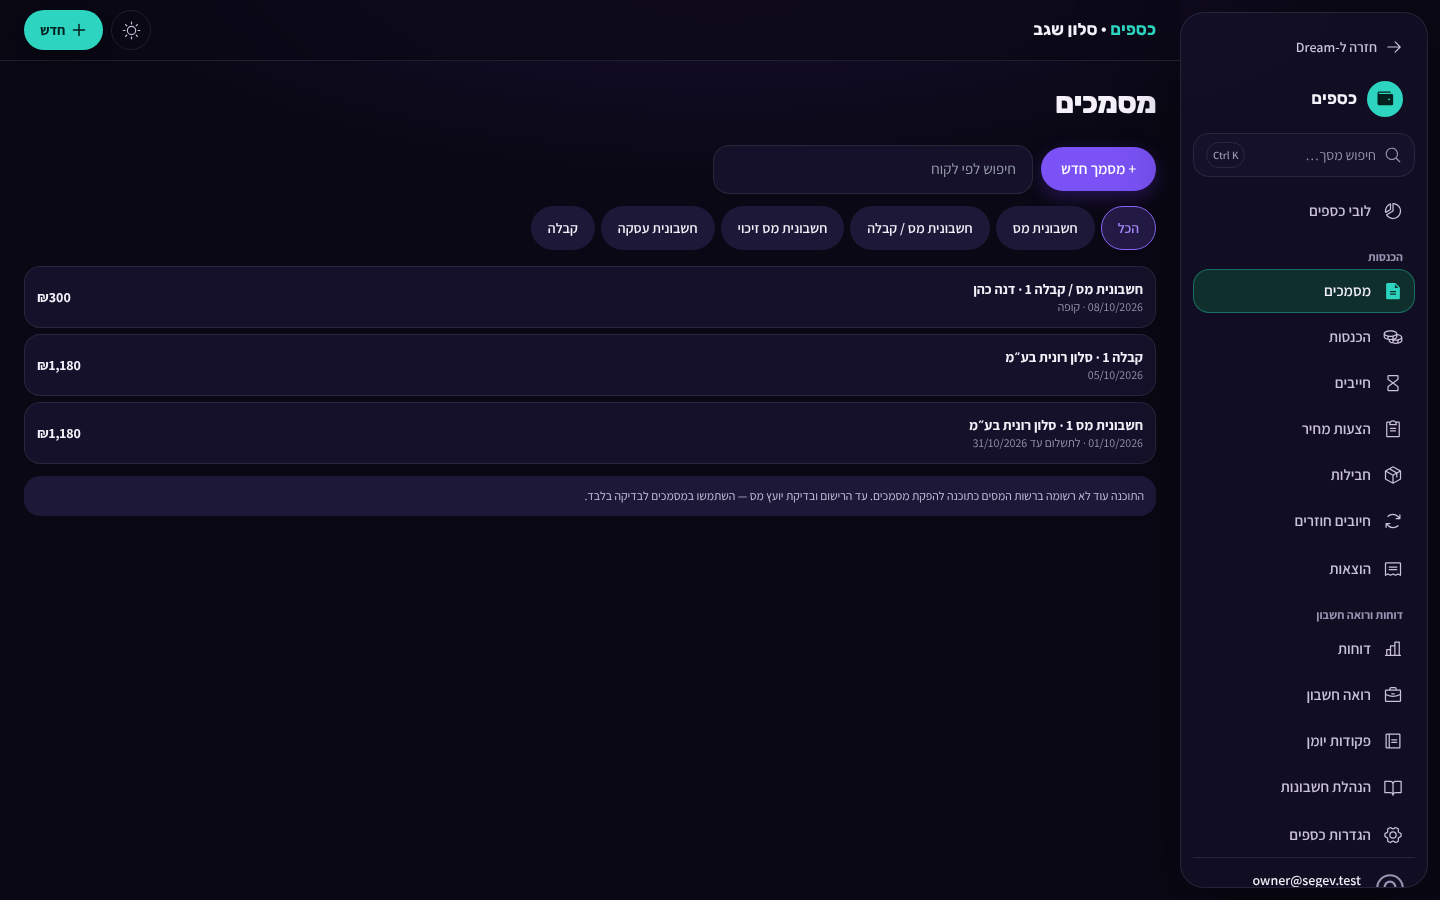 חזרה ל-Dream
כספים
חיפוש מסך…
Ctrl K
לובי כספים
הכנסות
מסמכים
הכנסות
חייבים
הצעות מחיר
חבילות
חיובים חוזרים
הוצאות
דוחות ורואה חשבון
דוחות
רואה חשבון
פקודות יומן
הנהלת חשבונות
הגדרות כספים
owner@segev.test
כספים • סלון שגב
+ חדש
מסמכים
+ מסמך חדש
חיפוש לפי לקוח
הכל
חשבונית מס
חשבונית מס / קבלה
חשבונית מס זיכוי
חשבונית עסקה
קבלה
חשבונית מס / קבלה 1 · דנה כהן
08/10/2026 · קופה
₪300
קבלה 1 · סלון רונית בע״מ
05/10/2026
₪1,180
חשבונית מס 1 · סלון רונית בע״מ
01/10/2026 · לתשלום עד 31/10/2026
₪1,180
התוכנה עוד לא רשומה ברשות המסים כתוכנה להפקת מסמכים. עד הרישום ובדיקת יועץ מס — השתמשו במסמכים לבדיקה בלבד.